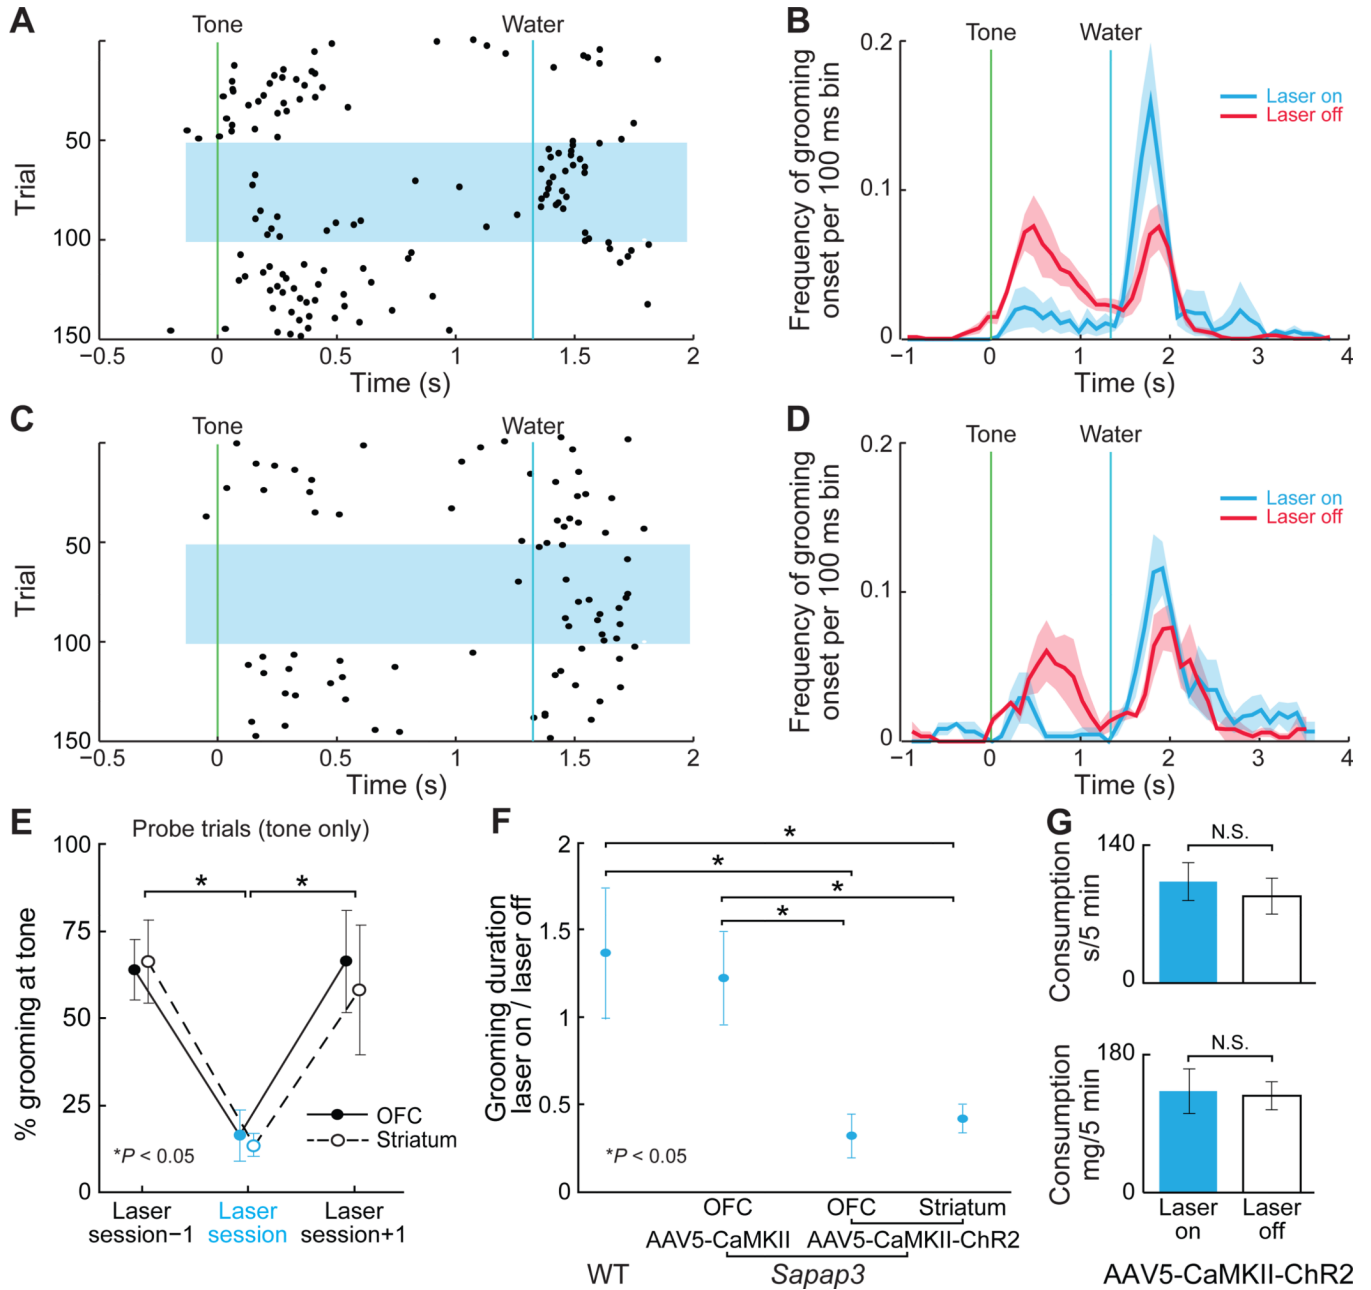 A
Tone
Water
Trial
50
100
150
−0.5
0
0.5
1
1.5
2
Time (s)
B
Tone
Water
Laser on
Laser off
Frequency of grooming
onset per 100 ms bin
0.2
0.1
0
−1
0
1
2
3
4
Time (s)
C
Tone
Water
Trial
50
100
150
−0.5
0
0.5
1
1.5
2
Time (s)
D
Tone
Water
Laser on
Laser off
Frequency of grooming
onset per 100 ms bin
0.2
0.1
0
−1
0
1
2
3
4
Time (s)
E
Probe trials (tone only)
% grooming at tone
100
75
50
25
0
*
*
OFC
Striatum
*P < 0.05
Laser
session−1
Laser
session
Laser
session+1
F
Grooming duration
laser on / laser off
2
1.5
1
0.5
0
*
*
*
*
*P < 0.05
OFC
OFC
Striatum
AAV5-CaMKII
AAV5-CaMKII-ChR2
WT
Sapap3
G
Consumption
s/5 min
140
0
N.S.
Consumption
mg/5 min
180
0
N.S.
Laser
on
Laser
off
AAV5-CaMKII-ChR2